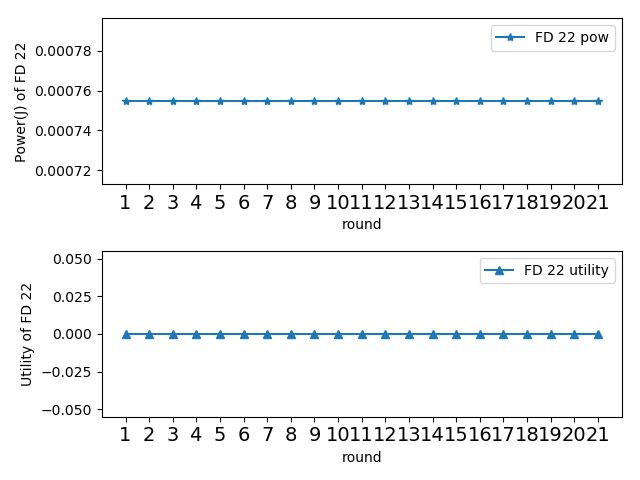 FD 22 pow
Power(J) of FD 22
0.00078
0.00076
0.00074
0.00072
1 2 3 4 5 6 7 8 9 10 11 12 13 14 15 16 17 18 19 20 21
round
FD 22 utility
Utility of FD 22
0.050
0.025
0.000
−0.025
−0.050
1 2 3 4 5 6 7 8 9 10 11 12 13 14 15 16 17 18 19 20 21
round